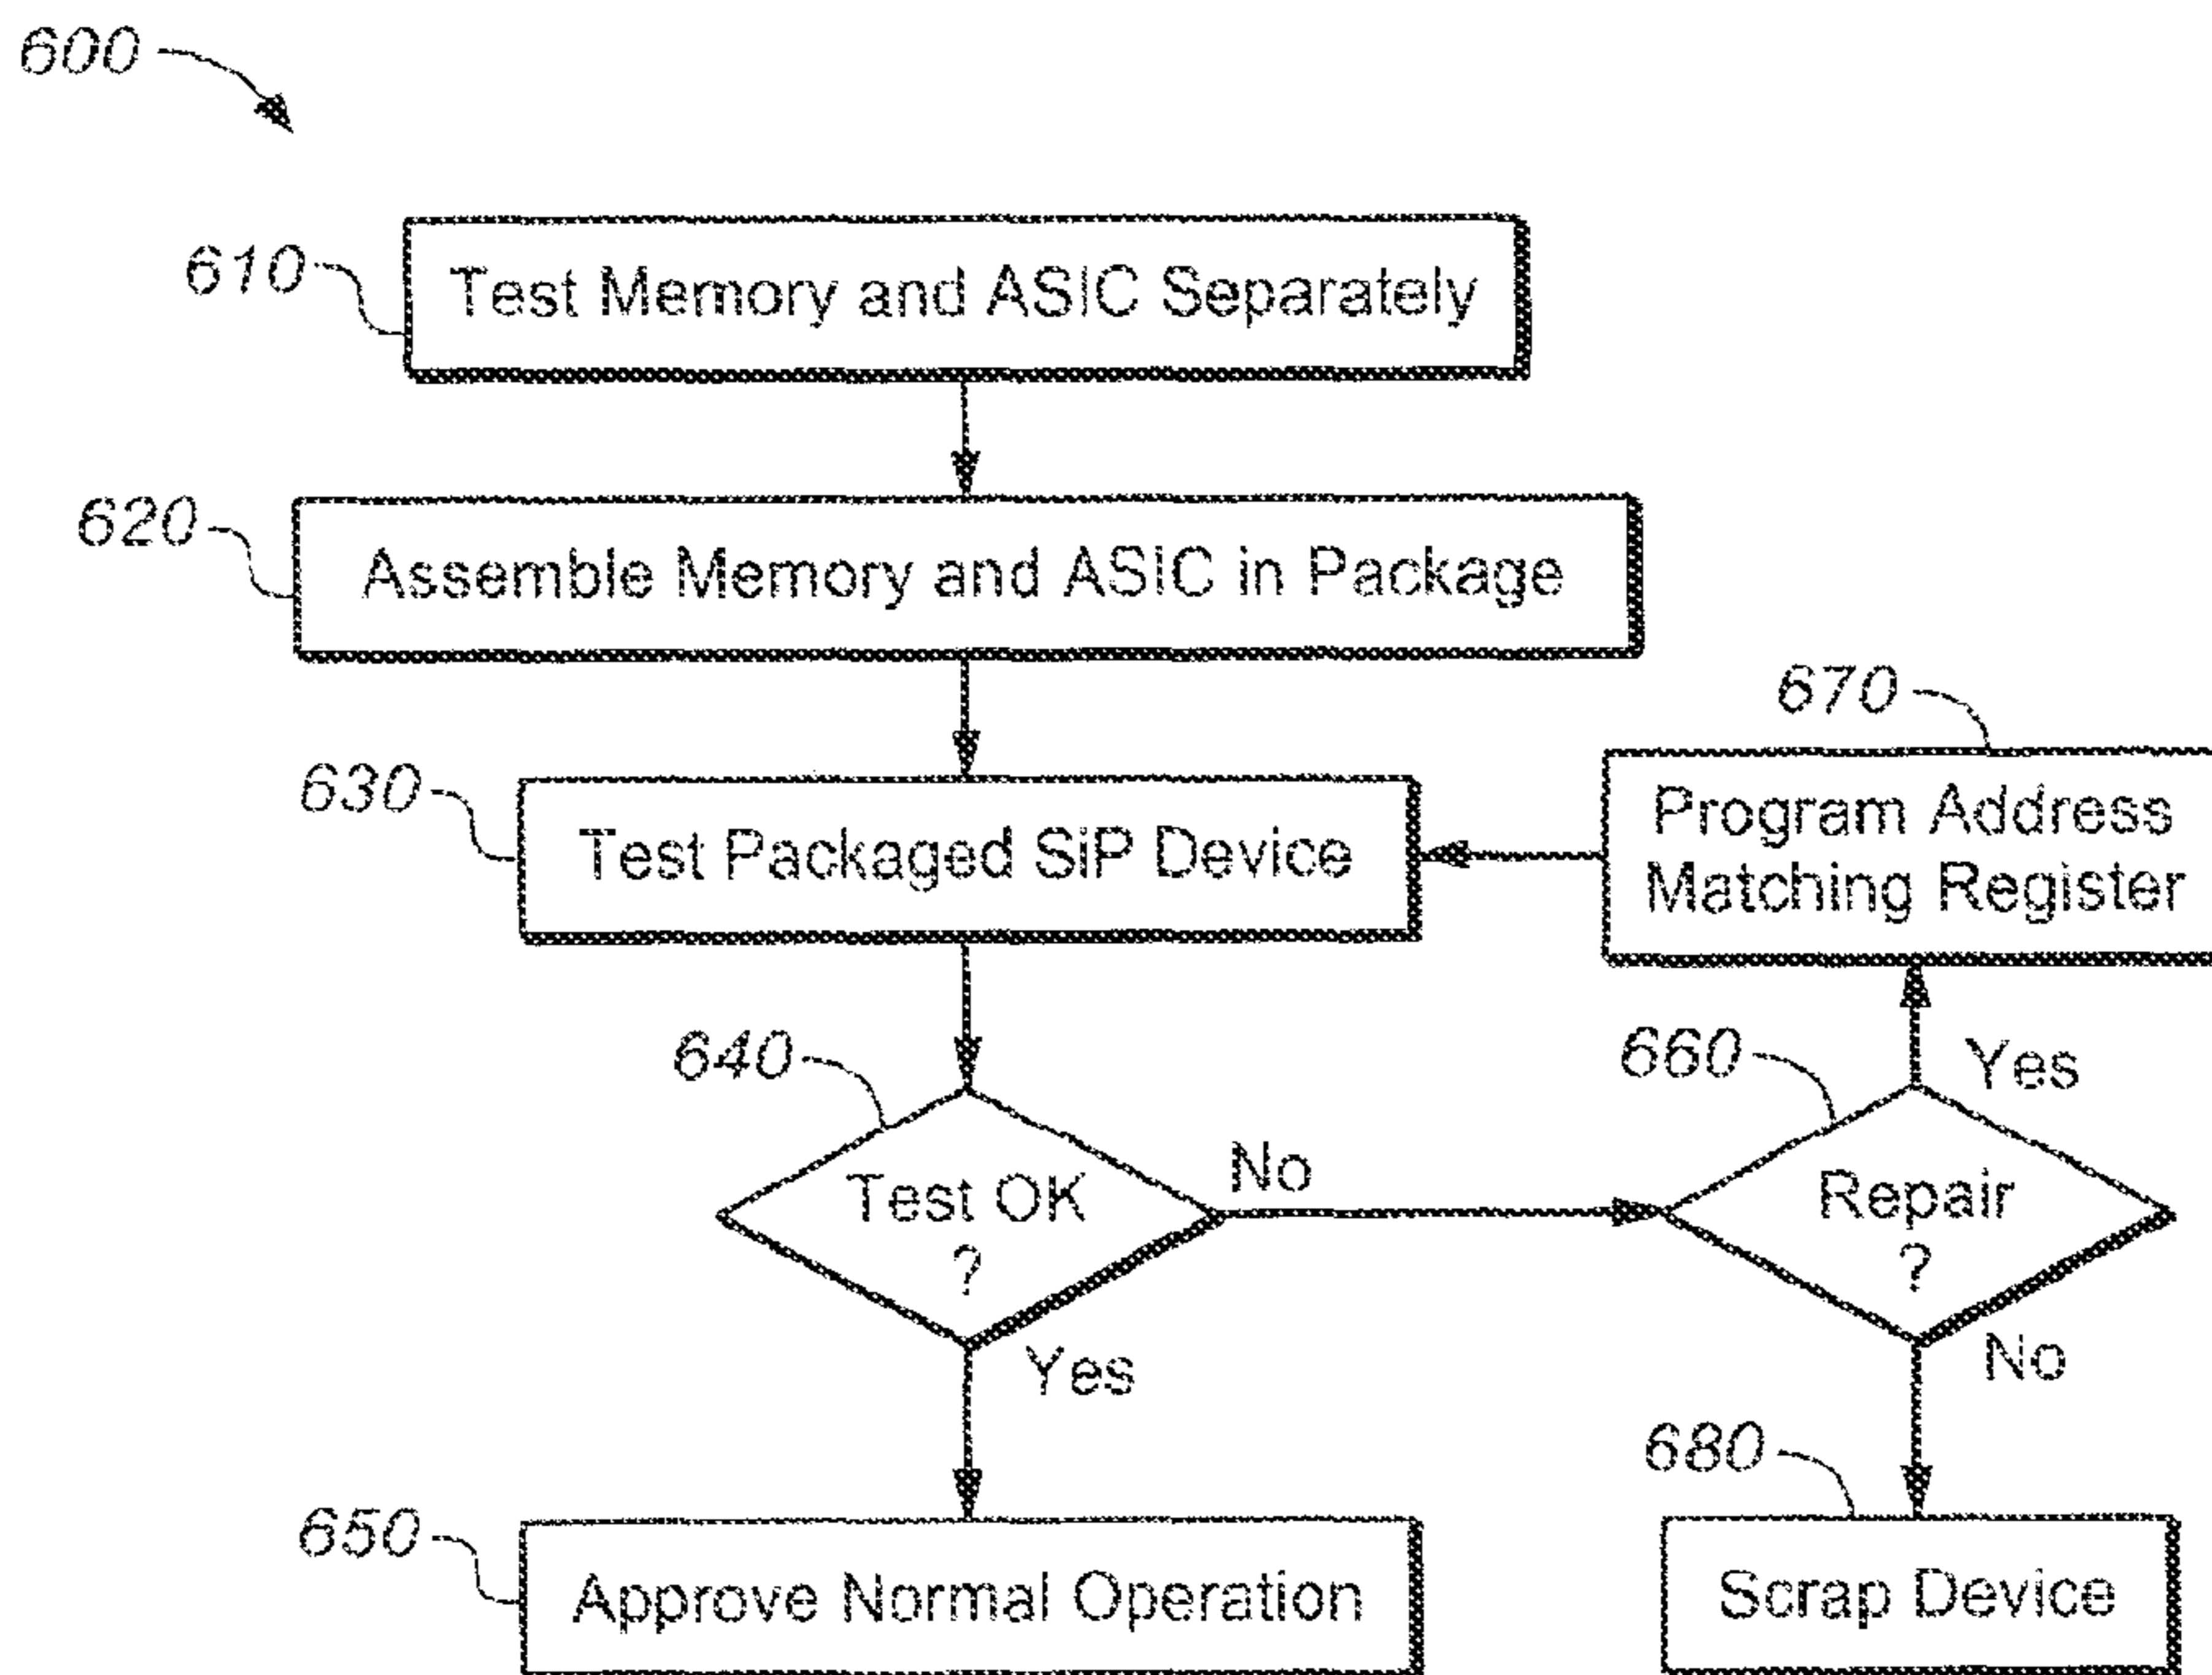 600
610
Test Memory and ASIC Separately
620
Assemble Memory and ASIC in Package
630
Test Packaged SiP Device
670
Program Address
Matching Register
640
Test OK
?
No
Yes
660
Repair
?
Yes
No
650
Approve Normal Operation
680
Scrap Device